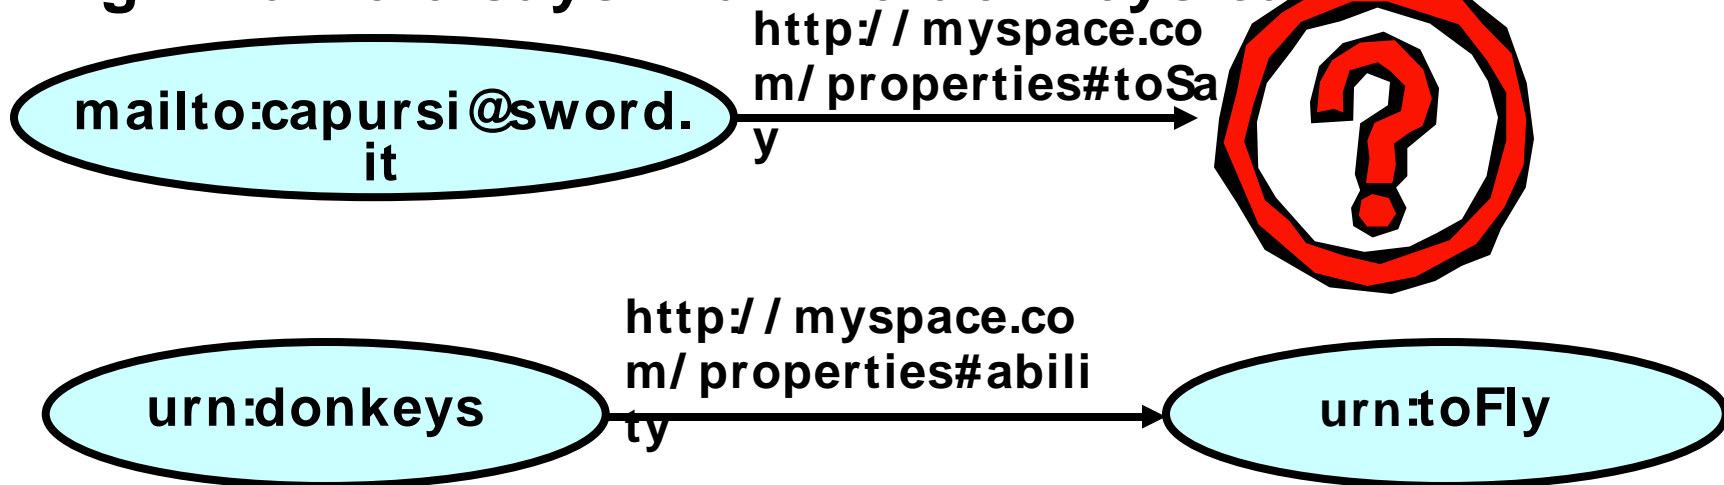 http://myspace.co
m/properties#toSa
y
mailto:capursi@sword.
it
?
http://myspace.co
m/properties#abili
ty
urn:donkeys
urn:toFly